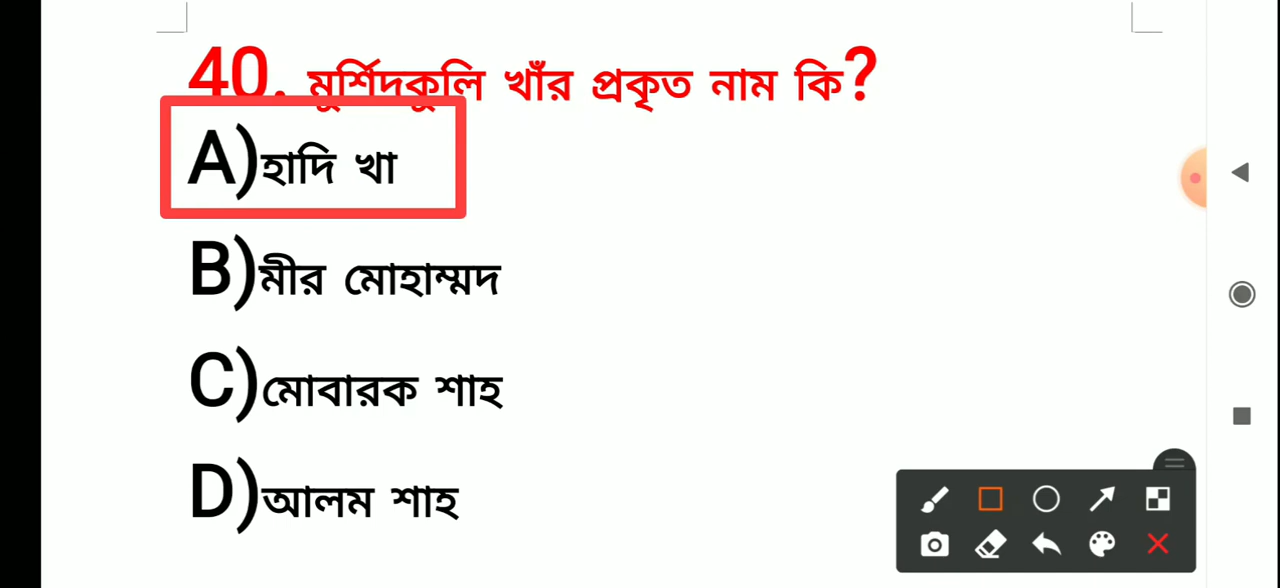 40. মুর্শিদকুলি খাঁর প্রকৃত নাম কি?
A)হাদি খা
B)মীর মোহাম্মদ
C)মোবারক শাহ
D)আলম শাহ